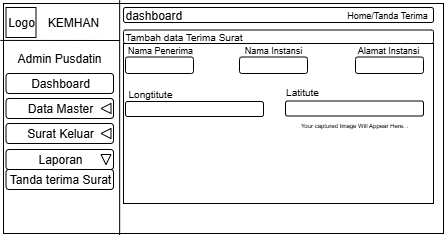 Logo KEMHAN
dashboard Home/Tanda Terima
Admin Pusdatin
Dashboard
Data Master
Surat Keluar
Laporan
Tanda terima Surat
Tambah data Terima Surat
Nama Penerima Nama Instansi Alamat Instansi
Longtitute Latitute
Your captured Image Will Appear Here. .